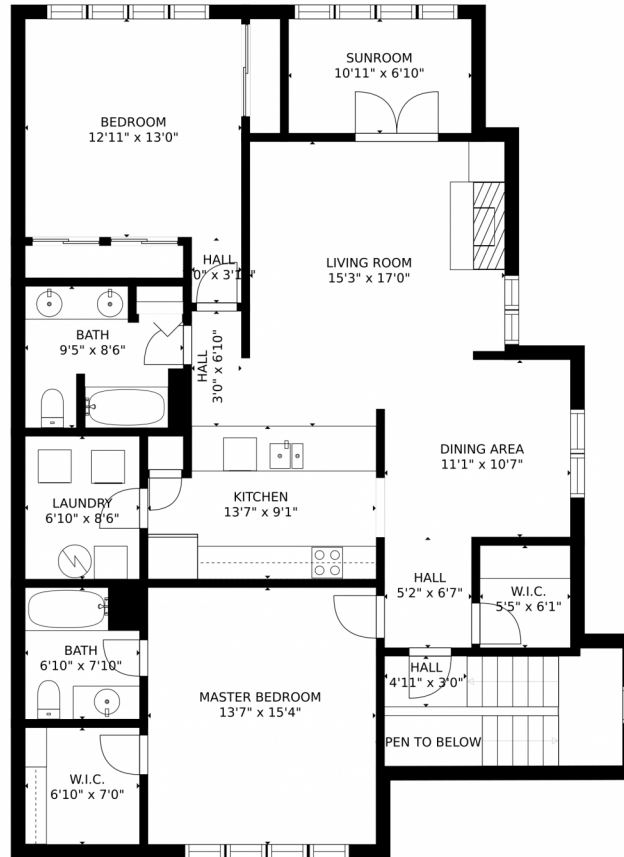 SUNROOM
10'11" x 6'10"
BEDROOM
12'11" x 13'0"
HALL
LIVING ROOM
15'3" x 17'0"
BATH
9'5" x 8'6"
HALL
3'0" x 6'10"
DINING AREA
11'1" x 10'7"
KITCHEN
13'7" x 9'1"
LAUNDRY
6'10" x 8'6"
HALL
5'2" x 6'7"
W.I.C.
5'5" x 6'1"
BATH
6'10" x 7'10"
HALL
4'11" x 3'0"
MASTER BEDROOM
13'7" x 15'4"
PEN TO BELOW
W.I.C.
6'10" x 7'0"